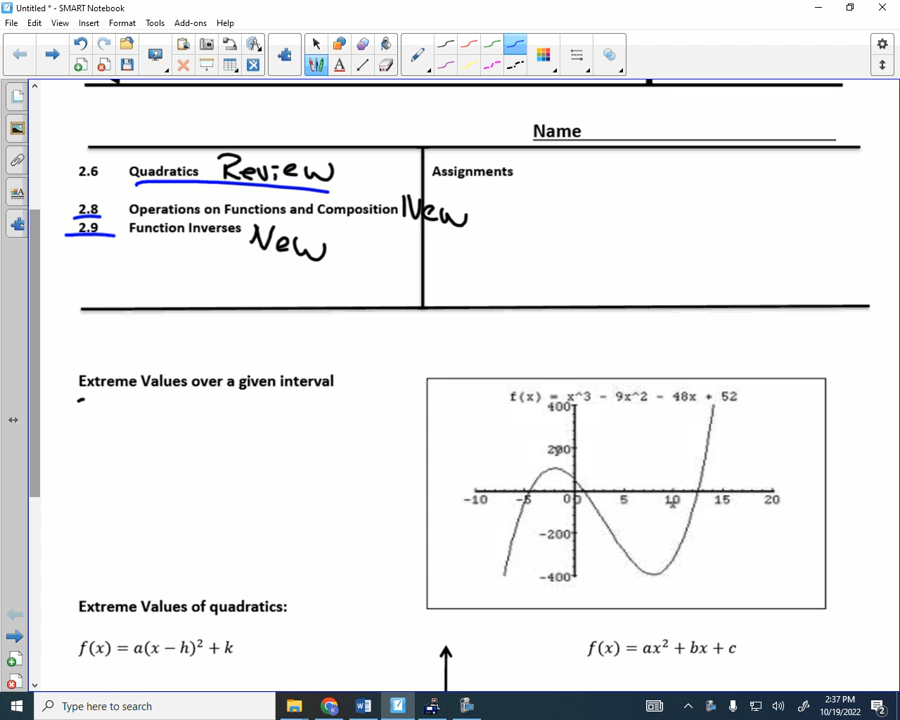 Untitled * - SMART Notebook
File Edit View Insert Format Tools Add-ons Help
Name
2.6 Quadratics Review
Assignments
2.8 Operations on Functions and Composition New
2.9 Function Inverses New
Extreme Values over a given interval
f(x) = x^3 - 9x^2 - 48x + 52
400
200
y
-10 -5 0 0 5 10 15 20
x
-200
-400
Extreme Values of quadratics:
f(x) = a(x − h)² + k
f(x) = ax² + bx + c
Type here to search
2:37 PM
10/19/2022
2